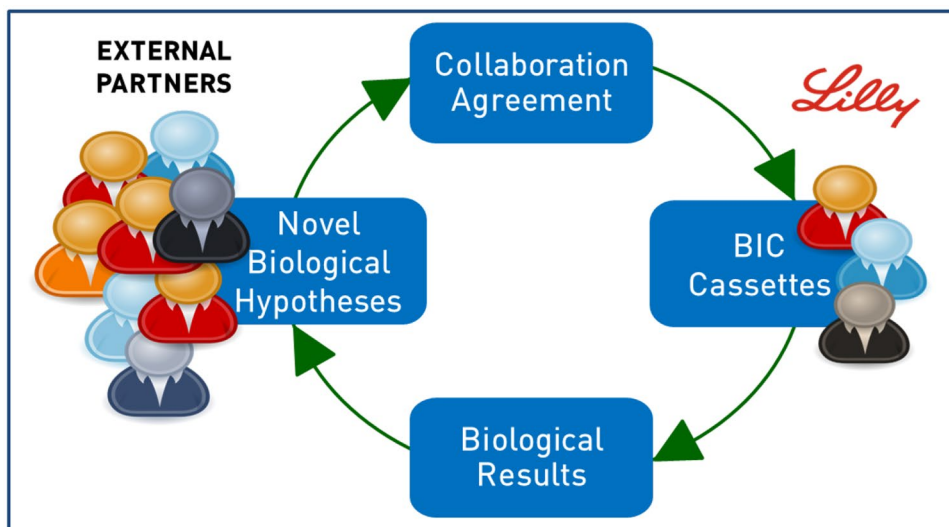 EXTERNAL
PARTNERS
Collaboration
Agreement
Lilly
Novel
Biological
Hypotheses
BIC
Cassettes
Biological
Results